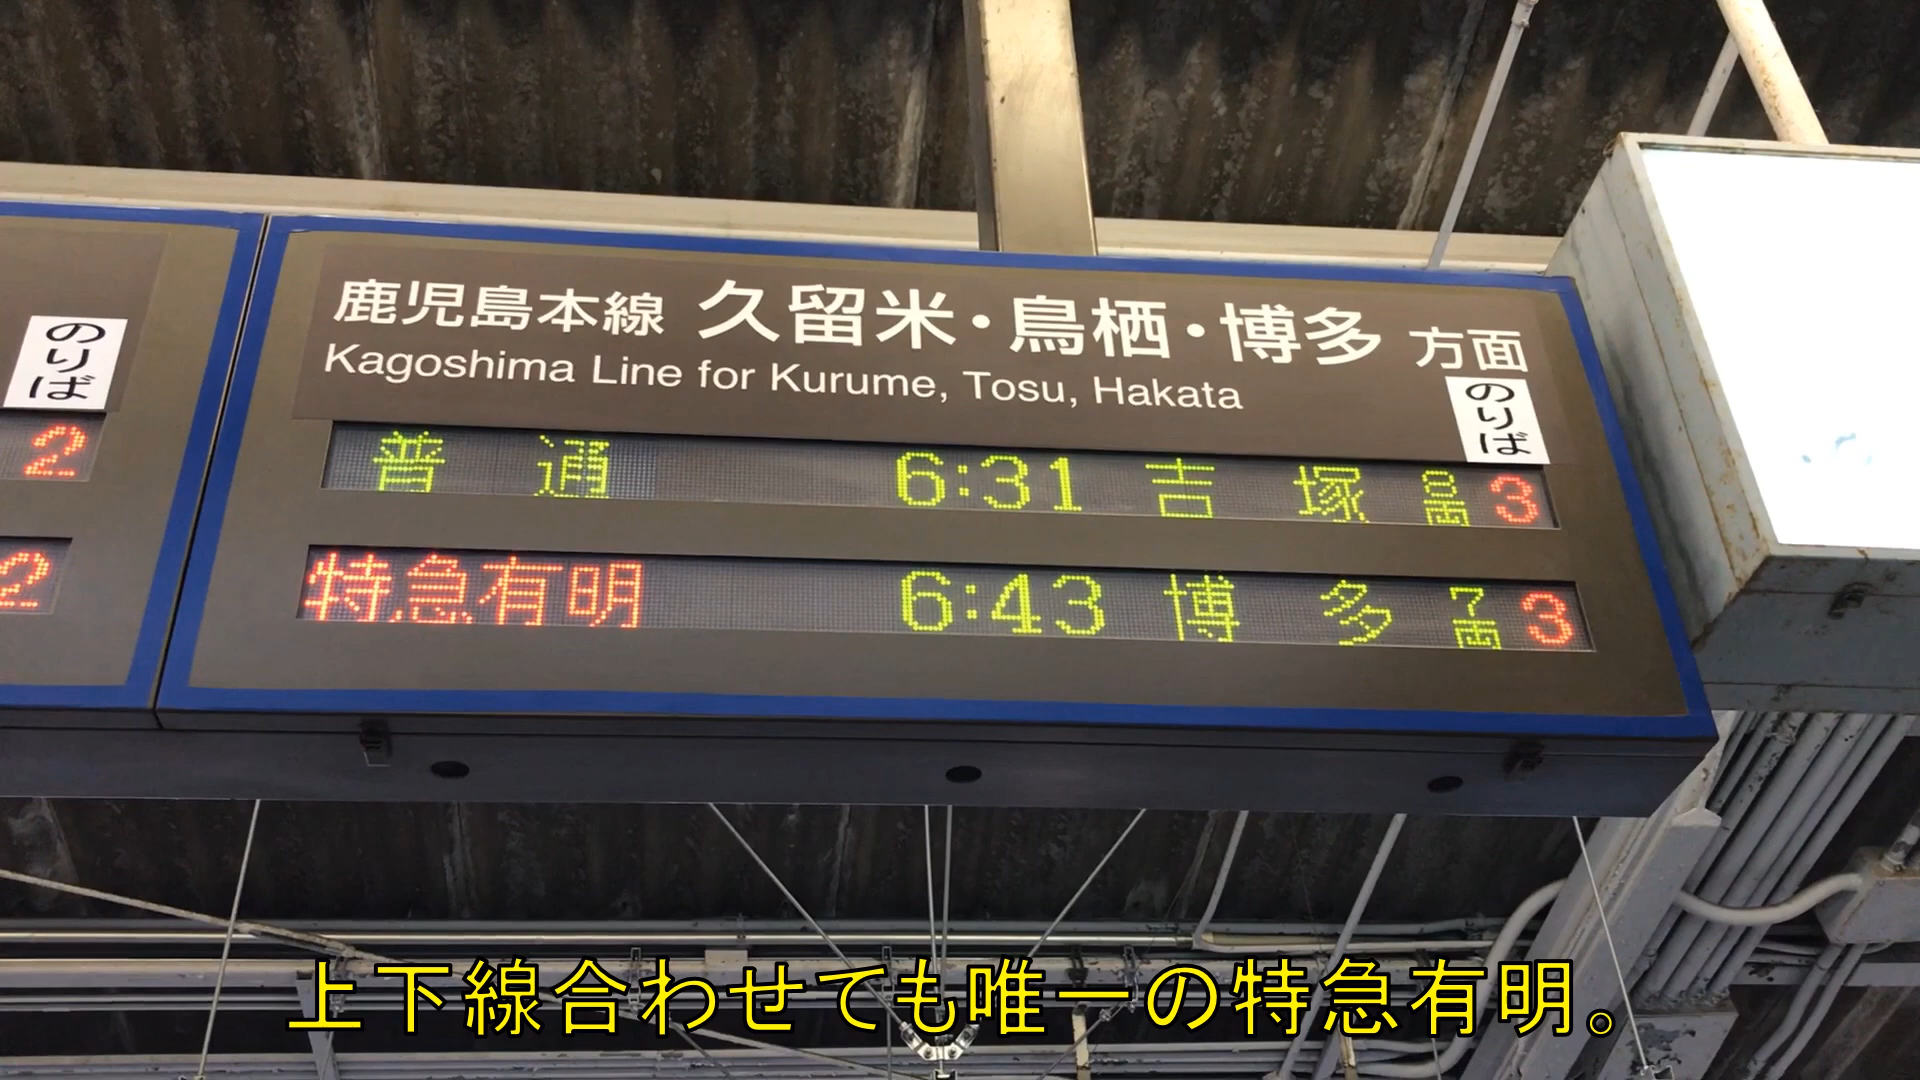 鹿児島本線 久留米・鳥栖・博多 方面
Kagoshima Line for Kurume, Tosu, Hakata
のりば
のりば
2
普通 6:31 吉塚 8両 3
2
特急有明 6:43 博多 7両 3
上下線合わせても唯一の特急有明。